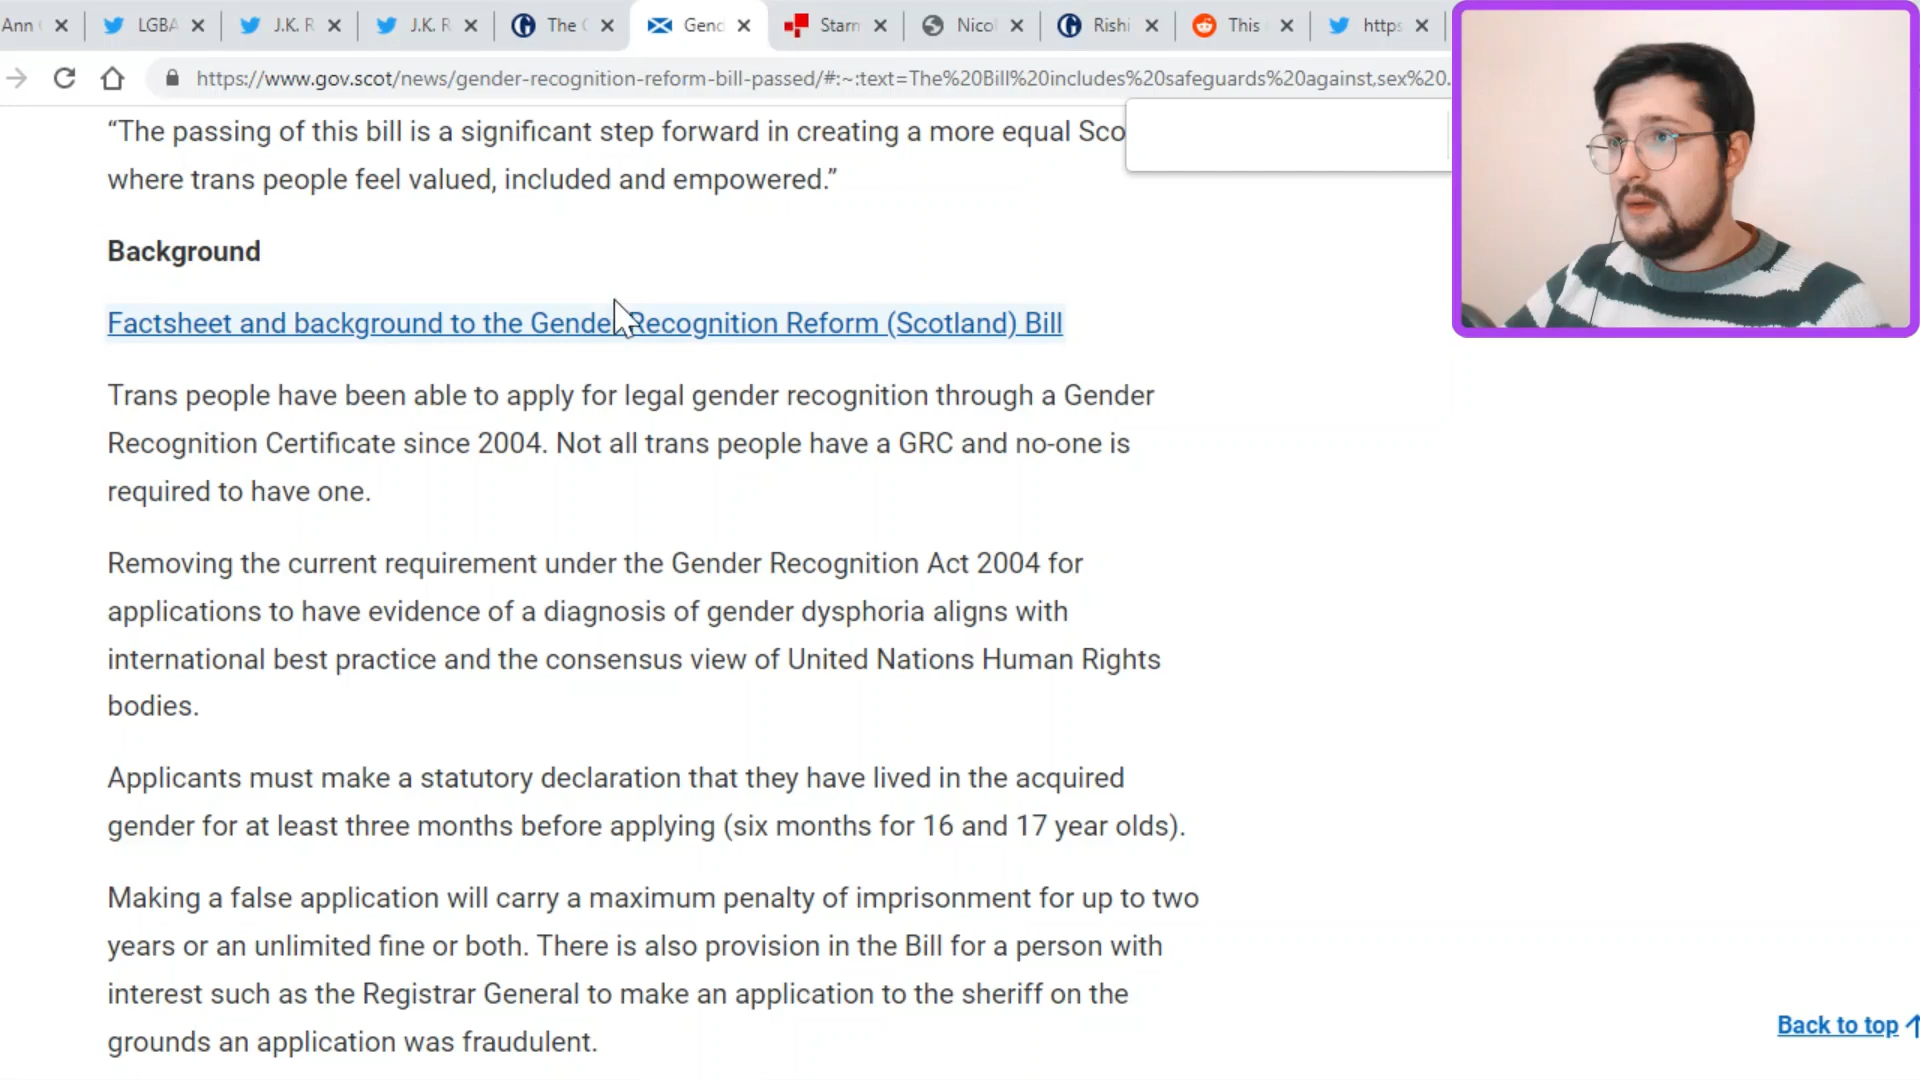 Ann
LGBA
J.K. R
J.K. R
The
Gend
Starm
Nico
Rishi
This
https
https://www.gov.scot/news/gender-recognition-reform-bill-passed/#:~:text=The%20Bill%20includes%20safeguards%20against,sex%20.
“The passing of this bill is a significant step forward in creating a more equal Sco
where trans people feel valued, included and empowered.”
Background
Factsheet and background to the Gender Recognition Reform (Scotland) Bill
Trans people have been able to apply for legal gender recognition through a Gender
Recognition Certificate since 2004. Not all trans people have a GRC and no-one is
required to have one.
Removing the current requirement under the Gender Recognition Act 2004 for
applications to have evidence of a diagnosis of gender dysphoria aligns with
international best practice and the consensus view of United Nations Human Rights
bodies.
Applicants must make a statutory declaration that they have lived in the acquired
gender for at least three months before applying (six months for 16 and 17 year olds).
Making a false application will carry a maximum penalty of imprisonment for up to two
years or an unlimited fine or both. There is also provision in the Bill for a person with
interest such as the Registrar General to make an application to the sheriff on the
grounds an application was fraudulent.
Back to top